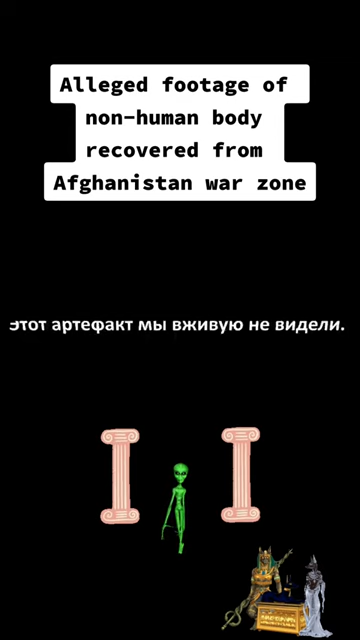 Alleged footage of
non-human body
recovered from
Afghanistan war zone
этот артефакт мы вживую не видели.